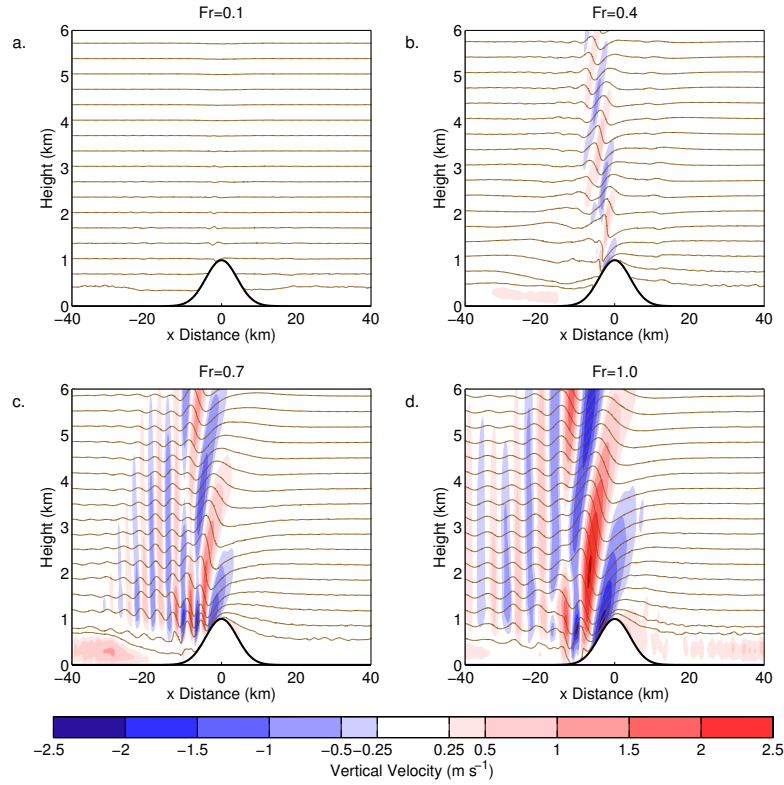 Fr=0.1
a.
6
5
4
3
2
1
0
Height (km)
−40 −20 0 20 40
x Distance (km)
Fr=0.4
b.
6
5
4
3
2
1
0
Height (km)
−40 −20 0 20 40
x Distance (km)
Fr=0.7
c.
6
5
4
3
2
1
0
Height (km)
−40 −20 0 20 40
x Distance (km)
Fr=1.0
d.
6
5
4
3
2
1
0
Height (km)
−40 −20 0 20 40
x Distance (km)
−2.5 −2 −1.5 −1 −0.5 −0.25 0.25 0.5 1 1.5 2 2.5
Vertical Velocity (m s⁻¹)